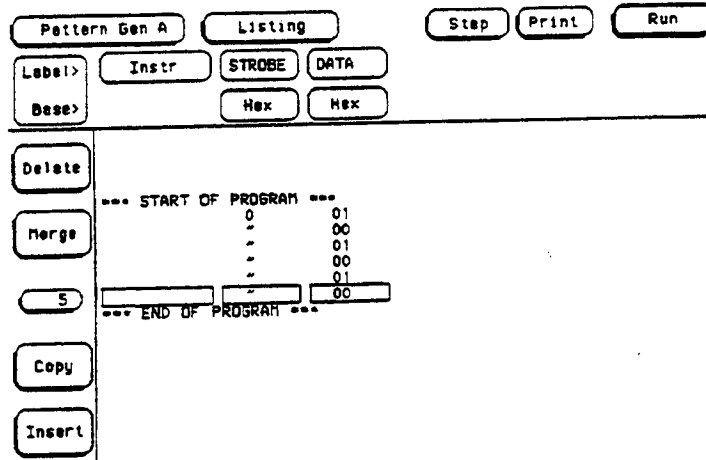 Pattern Gen A Listing Step Print Run
Label> Instr STROBE DATA
Base> Hex Hex
Delete
*** START OF PROGRAM ***
0 01
" 00
Merge
" 01
" 00
" 01
5 " 00
*** END OF PROGRAM ***
Copy
Insert